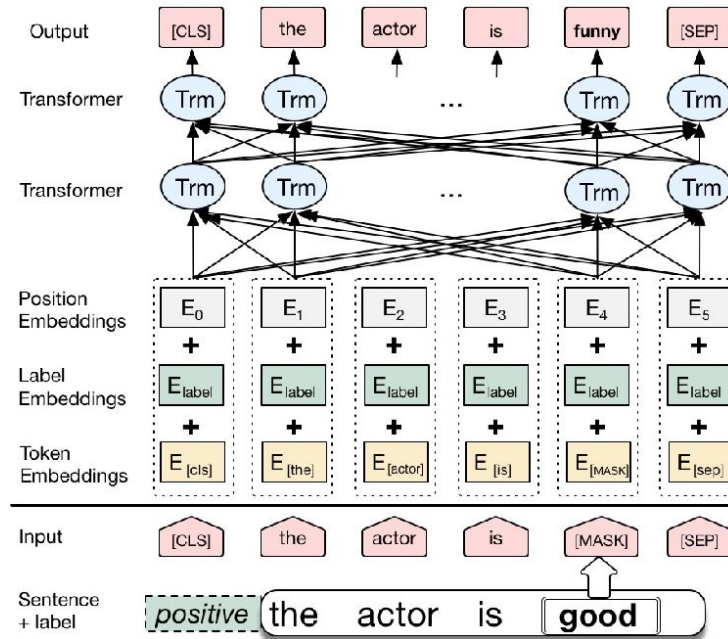 Output [CLS] the actor is funny [SEP]
Transformer Trm Trm ... Trm Trm
Transformer Trm Trm ... Trm Trm
Position Embeddings E0 E1 E2 E3 E4 E5
+ + + + + +
Label Embeddings Elabel Elabel Elabel Elabel Elabel Elabel
+ + + + + +
Token Embeddings E[cls] E[the] E[actor] E[is] E[MASK] E[sep]
Input [CLS] the actor is [MASK] [SEP]
Sentence + label positive the actor is good